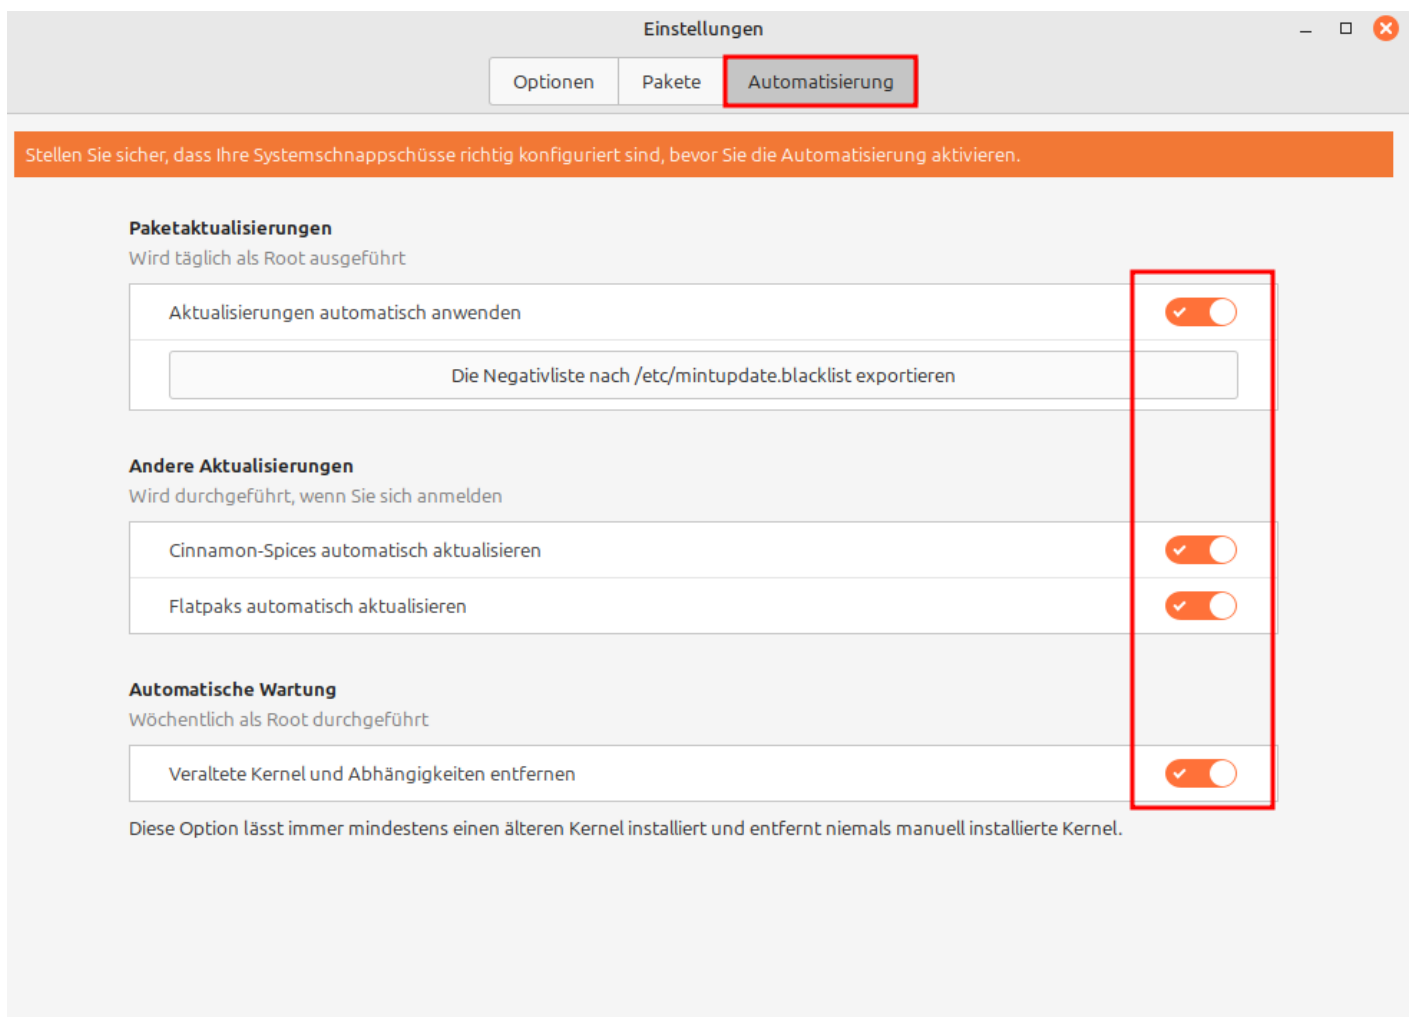 Einstellungen
Optionen
Pakete
Automatisierung
Stellen Sie sicher, dass Ihre Systemschnappschüsse richtig konfiguriert sind, bevor Sie die Automatisierung aktivieren.
Paketaktualisierungen
Wird täglich als Root ausgeführt
Aktualisierungen automatisch anwenden
Die Negativliste nach /etc/mintupdate.blacklist exportieren
Andere Aktualisierungen
Wird durchgeführt, wenn Sie sich anmelden
Cinnamon-Spices automatisch aktualisieren
Flatpaks automatisch aktualisieren
Automatische Wartung
Wöchentlich als Root durchgeführt
Veraltete Kernel und Abhängigkeiten entfernen
Diese Option lässt immer mindestens einen älteren Kernel installiert und entfernt niemals manuell installierte Kernel.